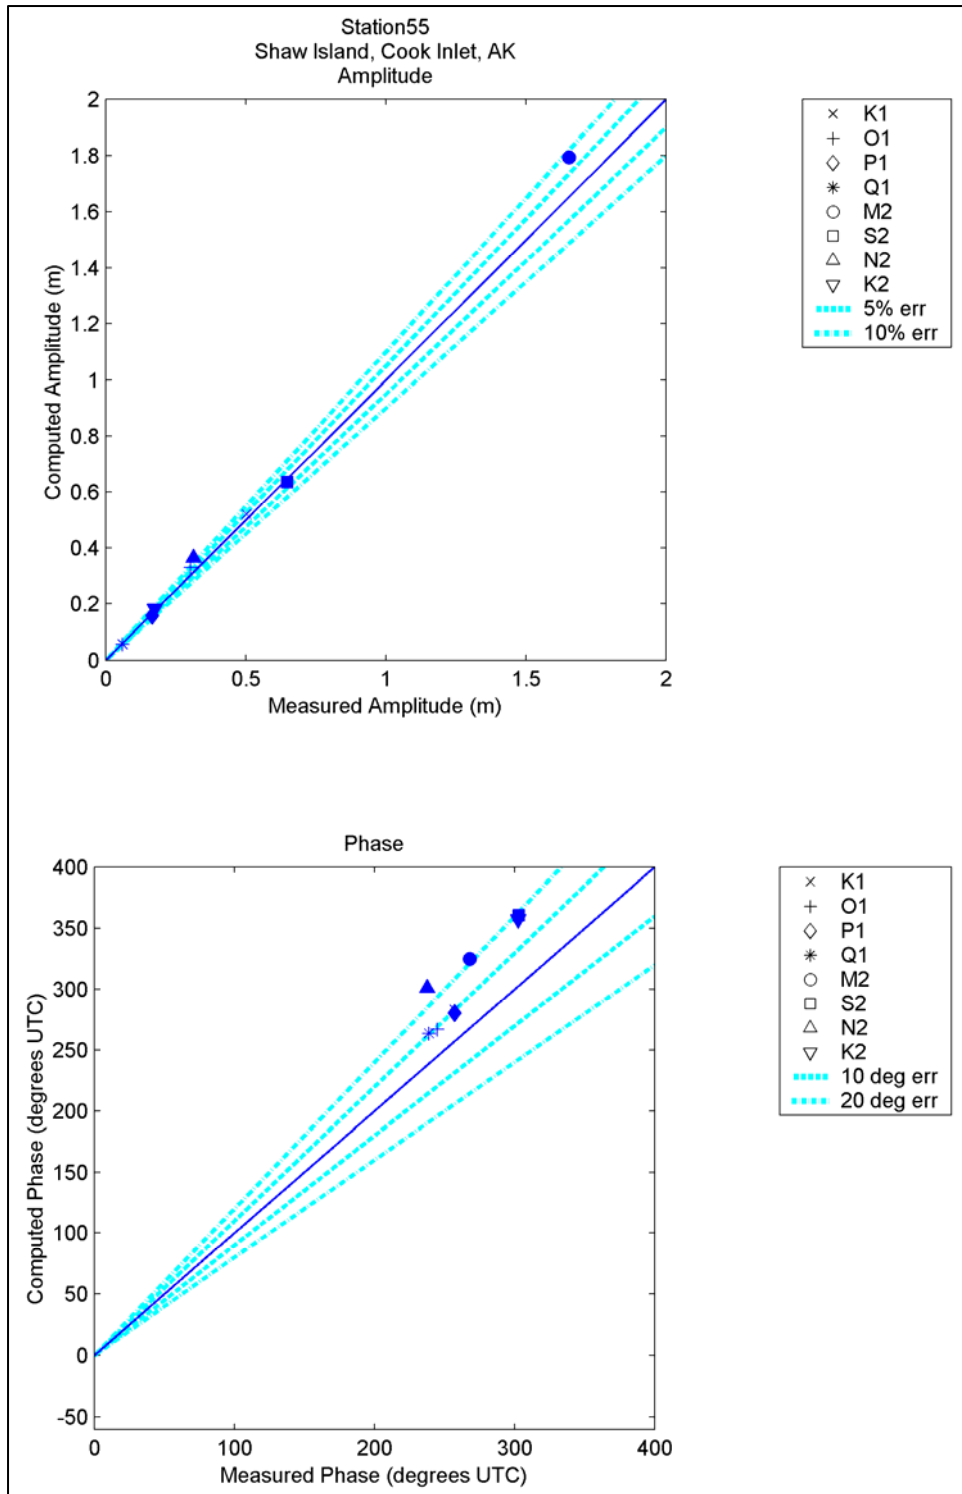 Station55
Shaw Island, Cook Inlet, AK
Amplitude
2
1.8
1.6
1.4
1.2
1
0.8
0.6
0.4
0.2
0
Computed Amplitude (m)
0 0.5 1 1.5 2
Measured Amplitude (m)
K1
O1
P1
Q1
M2
S2
N2
K2
5% err
10% err
Phase
400
350
300
250
200
150
100
50
0
-50
Computed Phase (degrees UTC)
0 100 200 300 400
Measured Phase (degrees UTC)
K1
O1
P1
Q1
M2
S2
N2
K2
10 deg err
20 deg err